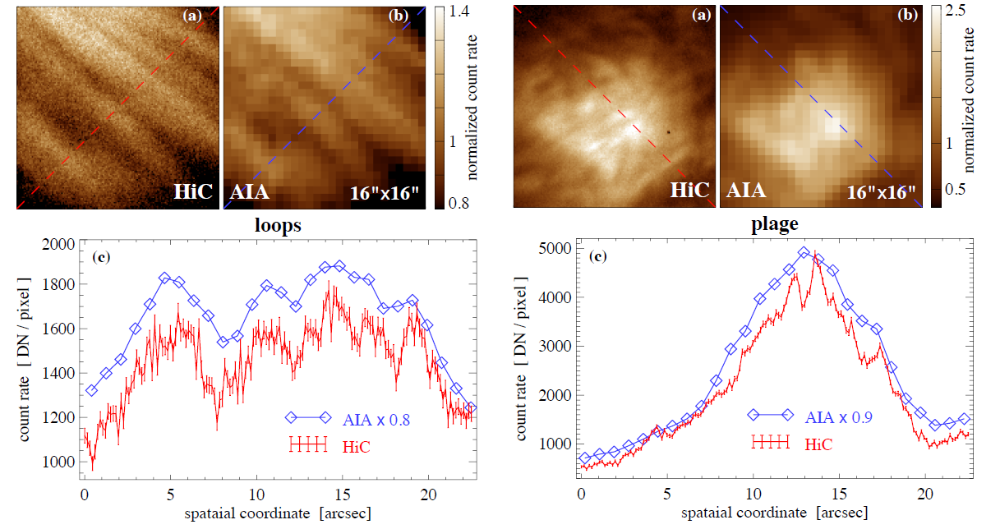 (a)
(b)
HiC
AIA
16"x16"
1.4
1
0.8
normalized count rate
loops
(c)
2000
1800
1600
1400
1200
1000
count rate [ DN / pixel ]
AIA x 0.8
HiC
0 5 10 15 20
spataial coordinate [arcsec]
(a)
(b)
HiC
AIA
16"x16"
2.5
1
0.5
normalized count rate
plage
(c)
5000
4000
3000
2000
1000
count rate [ DN / pixel ]
AIA x 0.9
HiC
0 5 10 15 20
spataial coordinate [arcsec]